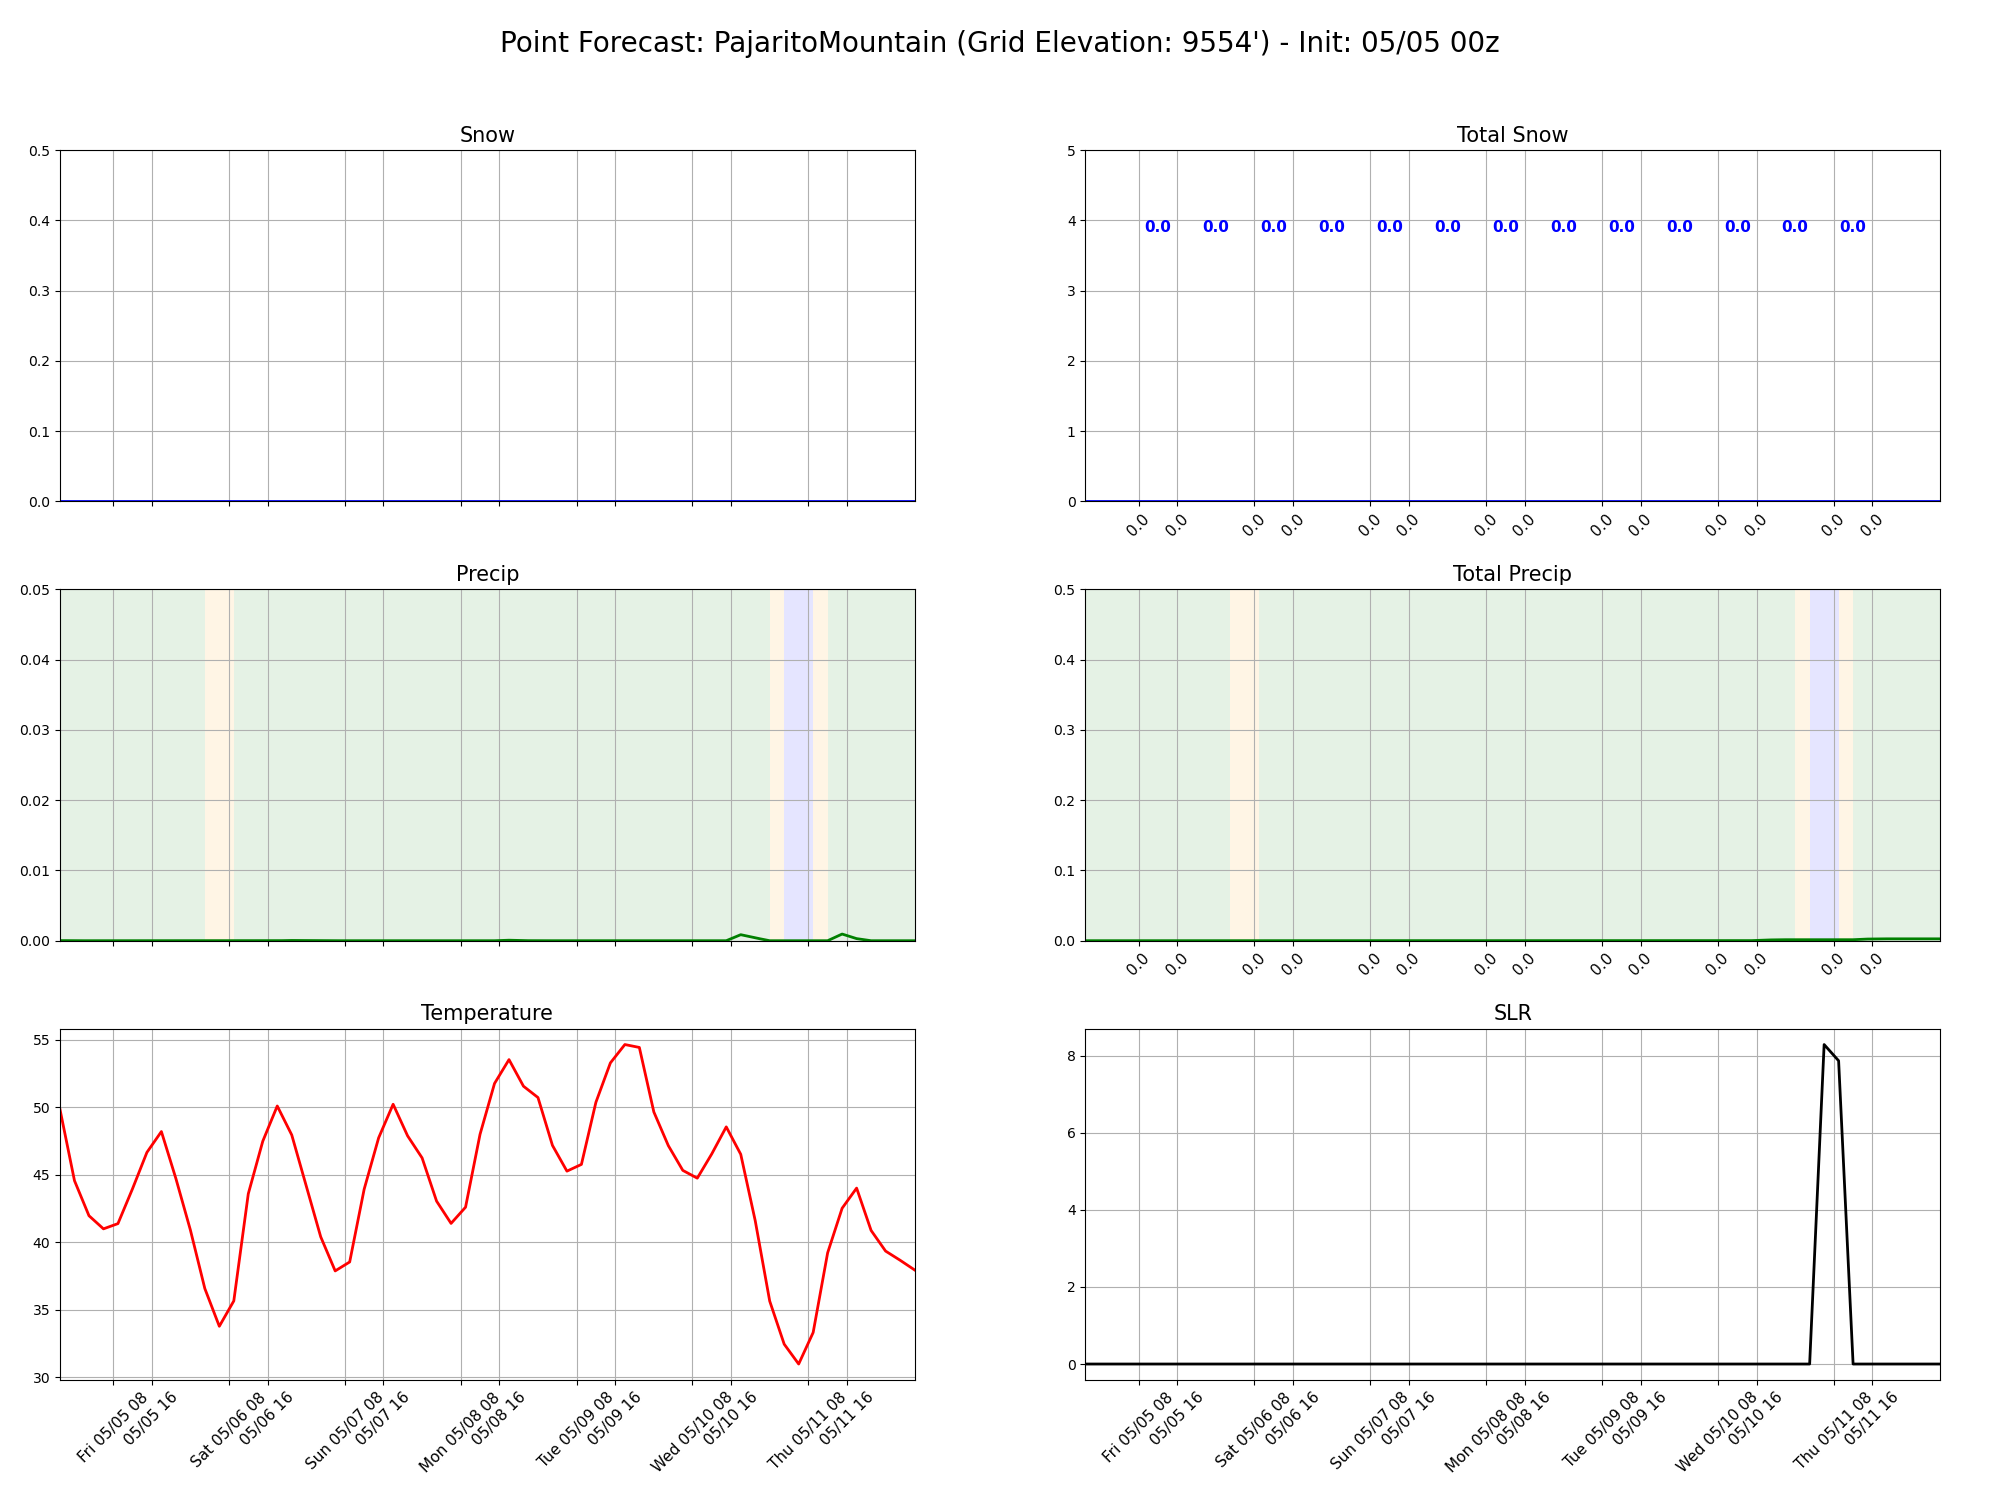 Point Forecast: PajaritoMountain (Grid Elevation: 9554') - Init: 05/05 00z
Snow
0.5
0.4
0.3
0.2
0.1
0.0
Total Snow
5
4
3
2
1
0
0.0 0.0 0.0 0.0 0.0 0.0 0.0 0.0 0.0 0.0 0.0 0.0 0.0
0.0 0.0 0.0 0.0 0.0 0.0 0.0 0.0 0.0 0.0 0.0 0.0 0.0 0.0
Precip
0.05
0.04
0.03
0.02
0.01
0.00
Total Precip
0.5
0.4
0.3
0.2
0.1
0.0
0.0 0.0 0.0 0.0 0.0 0.0 0.0 0.0 0.0 0.0 0.0 0.0 0.0 0.0
Temperature
55
50
45
40
35
30
Fri 05/05 08
05/05 16
Sat 05/06 08
05/06 16
Sun 05/07 08
05/07 16
Mon 05/08 08
05/08 16
Tue 05/09 08
05/09 16
Wed 05/10 08
05/10 16
Thu 05/11 08
05/11 16
SLR
8
6
4
2
0
Fri 05/05 08
05/05 16
Sat 05/06 08
05/06 16
Sun 05/07 08
05/07 16
Mon 05/08 08
05/08 16
Tue 05/09 08
05/09 16
Wed 05/10 08
05/10 16
Thu 05/11 08
05/11 16